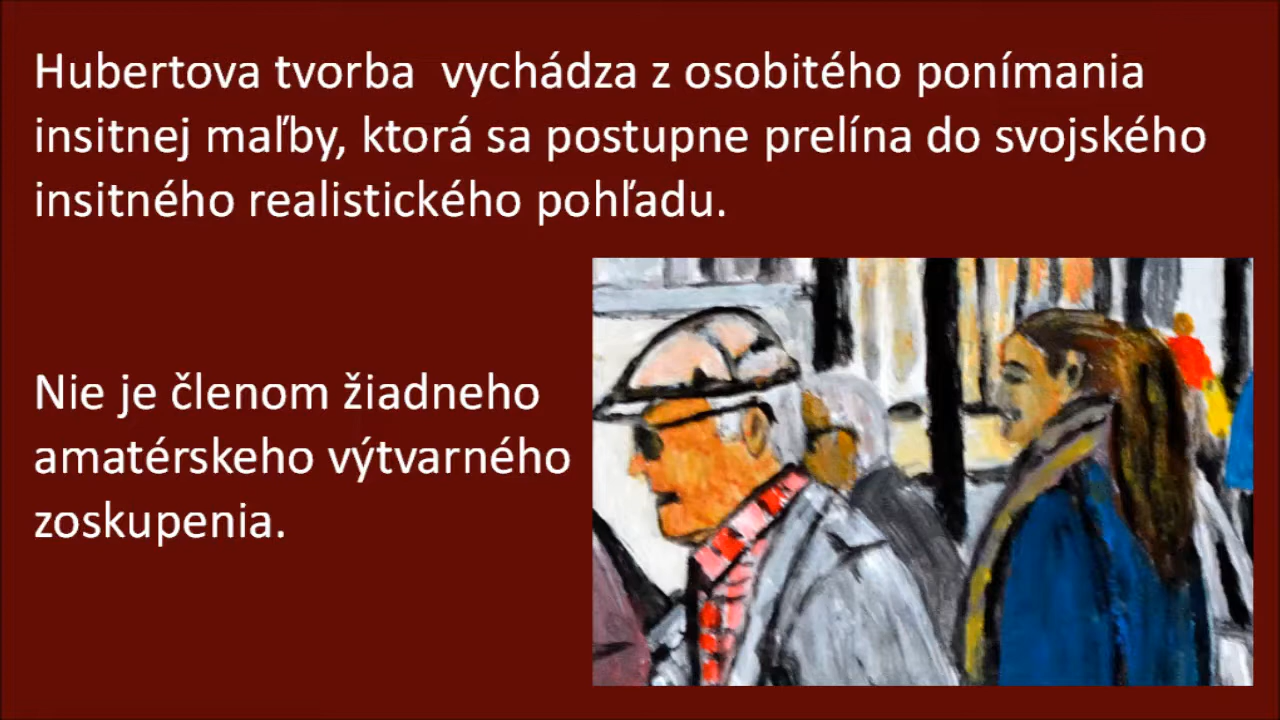 Hubertova tvorba  vychádza z osobitého ponímania
insitnej maľby, ktorá sa postupne prelína do svojského
insitného realistického pohľadu.
Nie je členom žiadneho
amatérskeho výtvarného
zoskupenia.